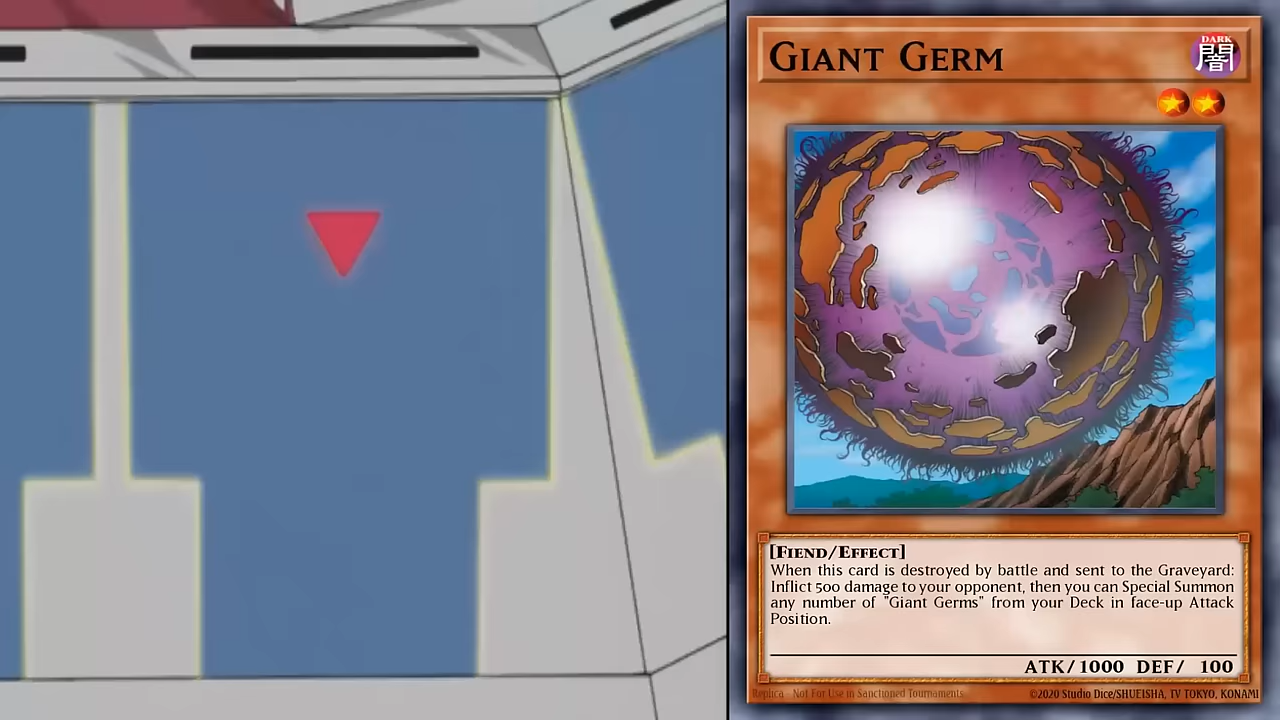 GIANT GERM
DARK
闇
[FIEND/EFFECT]
When this card is destroyed by battle and sent to the Graveyard:
Inflict 500 damage to your opponent, then you can Special Summon
any number of "Giant Germs" from your Deck in face-up Attack
Position.
ATK/1000 DEF/ 100
Replica - Not For Use in Sanctioned Tournaments
©2020 Studio Dice/SHUEISHA, TV TOKYO, KONAMI